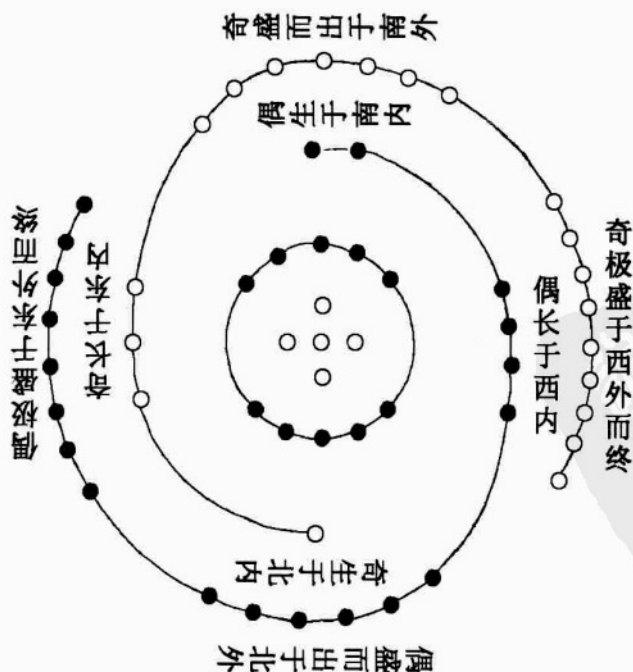 奇盛而出于南外
偶生于南内
偶极盛于东外而终
奇长于东内
偶长于西内
奇极盛于西外而终
奇生于北内
偶盛而出于北外